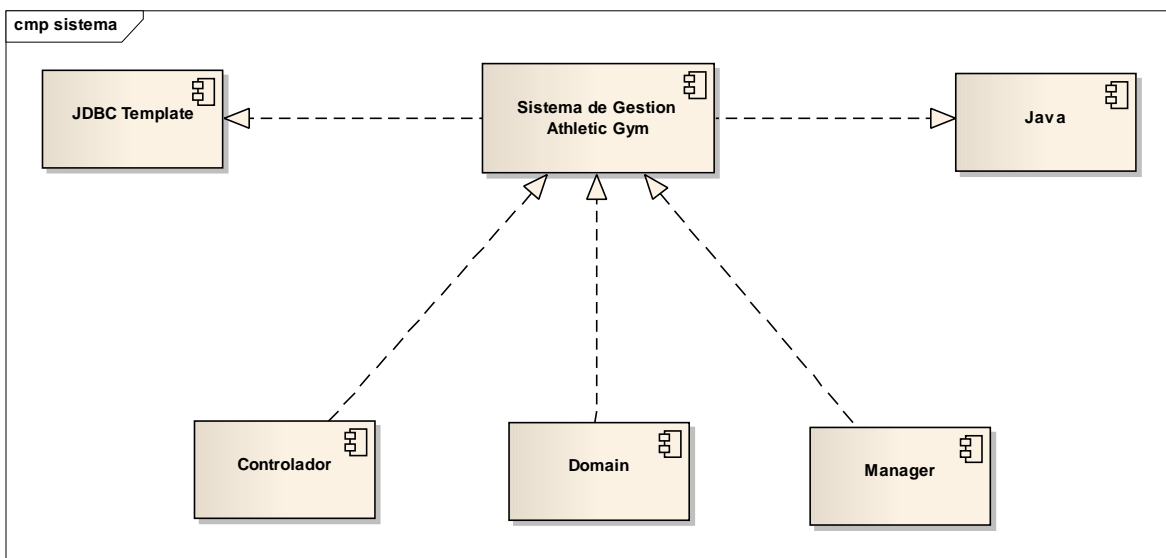 cmp sistema
JDBC Template
Sistema de Gestion
Athletic Gym
Java
Controlador
Domain
Manager